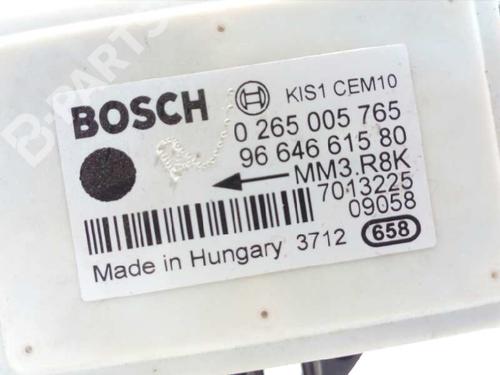 BOSCH KIS1 CEM10
0 265 005 765
96 646 615 80
MM3.R8K
7013225
09058
Made in Hungary 3712 658
B-PARTS